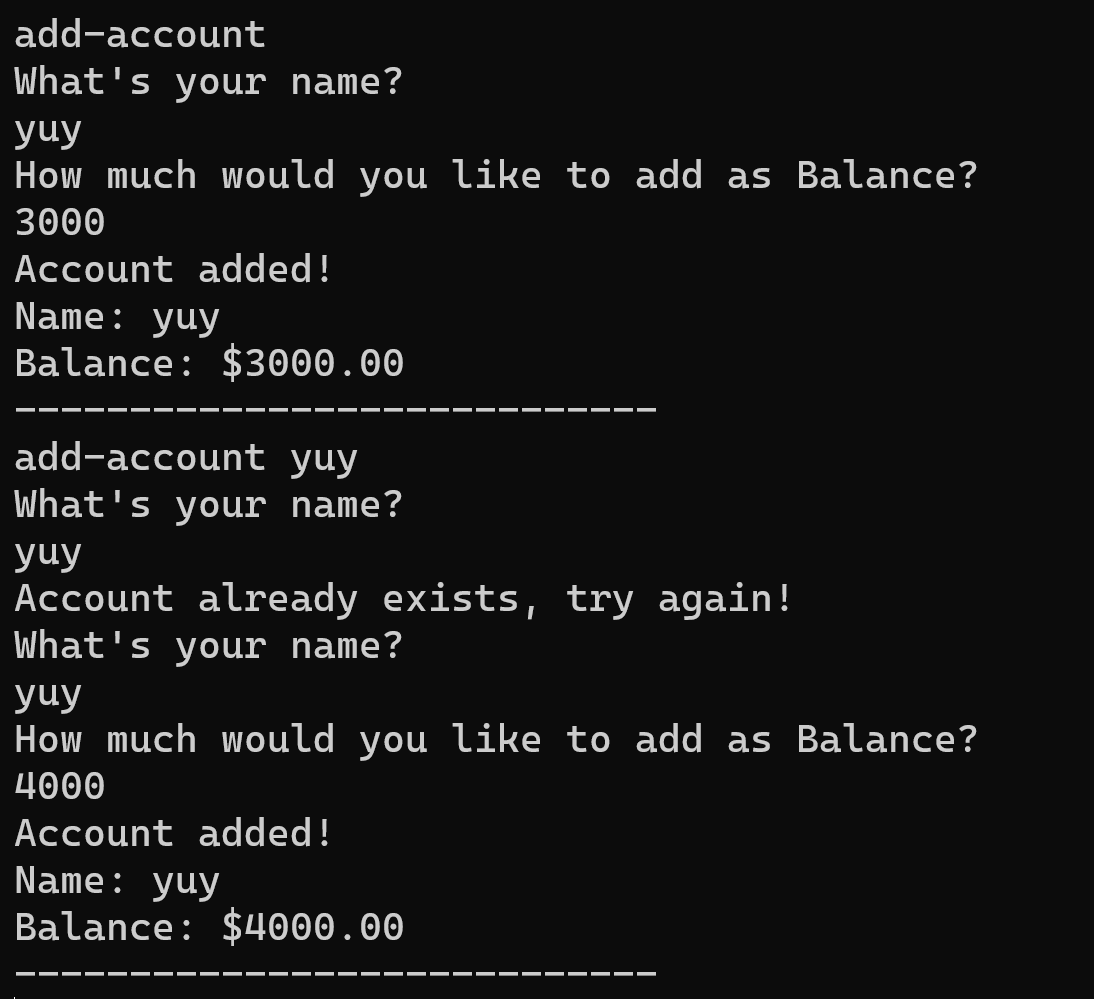 add-account
What's your name?
yuy
How much would you like to add as Balance?
3000
Account added!
Name: yuy
Balance: $3000.00
----------------------------
add-account yuy
What's your name?
yuy
Account already exists, try again!
What's your name?
yuy
How much would you like to add as Balance?
4000
Account added!
Name: yuy
Balance: $4000.00
----------------------------